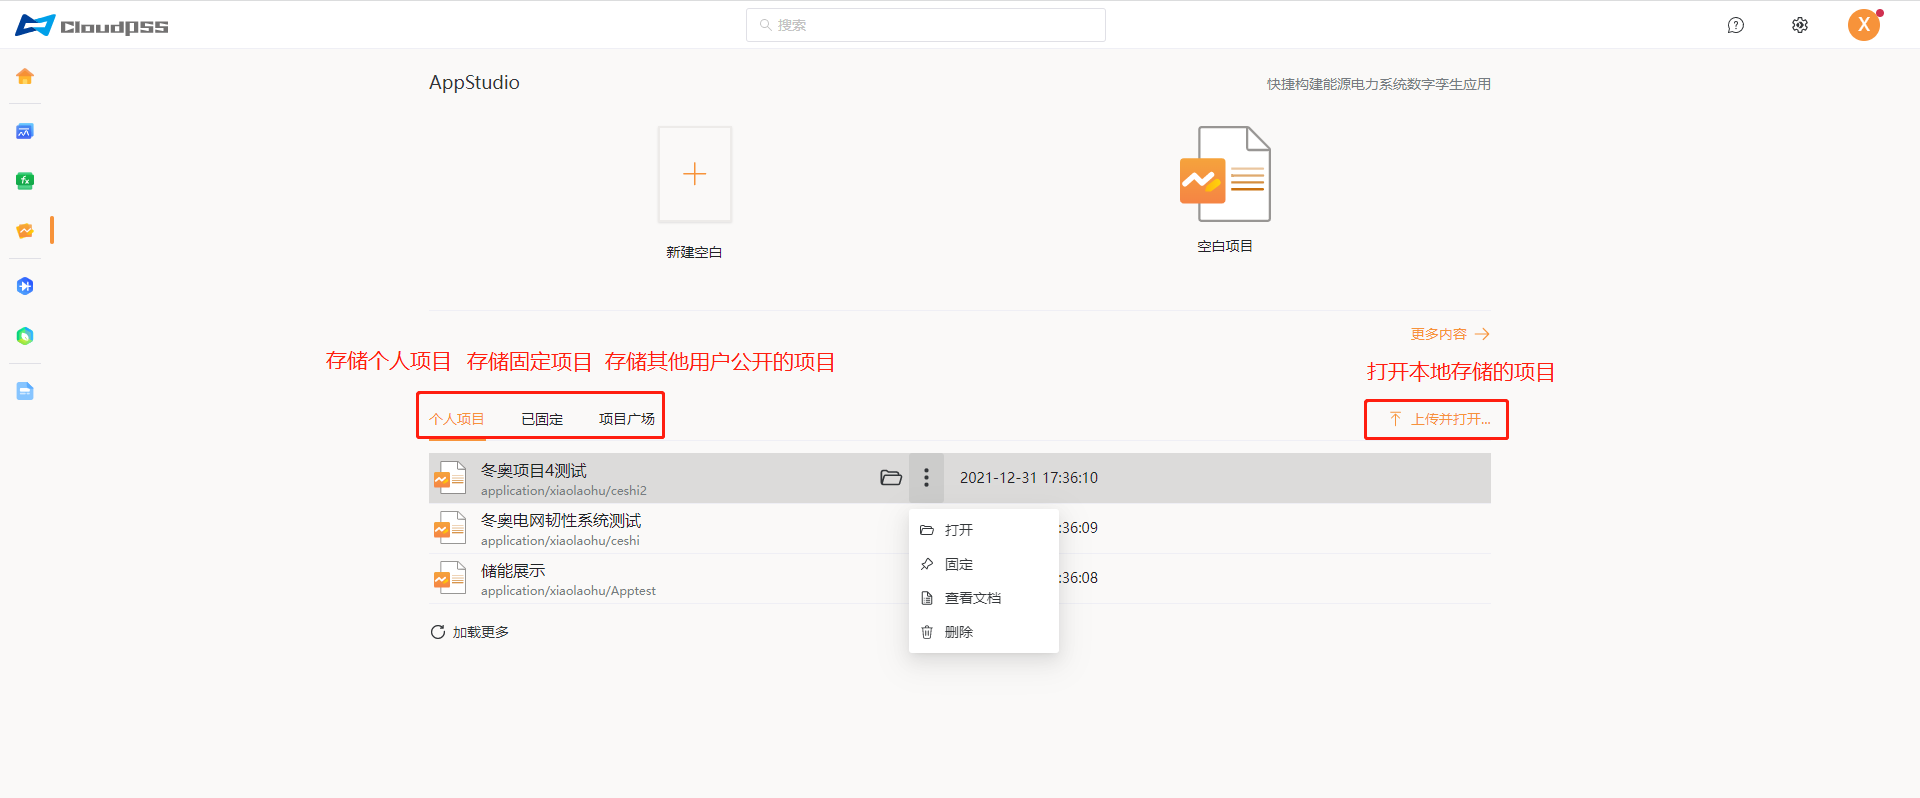 CloudPSS
搜索
X
AppStudio
快捷构建能源电力系统数字孪生应用
新建空白
空白项目
更多内容
存储个人项目 存储固定项目 存储其他用户公开的项目
打开本地存储的项目
个人项目 已固定 项目广场
上传并打开...
冬奥项目4测试
application/xiaolaohu/ceshi2
2021-12-31 17:36:10
冬奥电网韧性系统测试
application/xiaolaohu/ceshi
:36:09
储能展示
application/xiaolaohu/Apptest
:36:08
打开
固定
查看文档
删除
加载更多